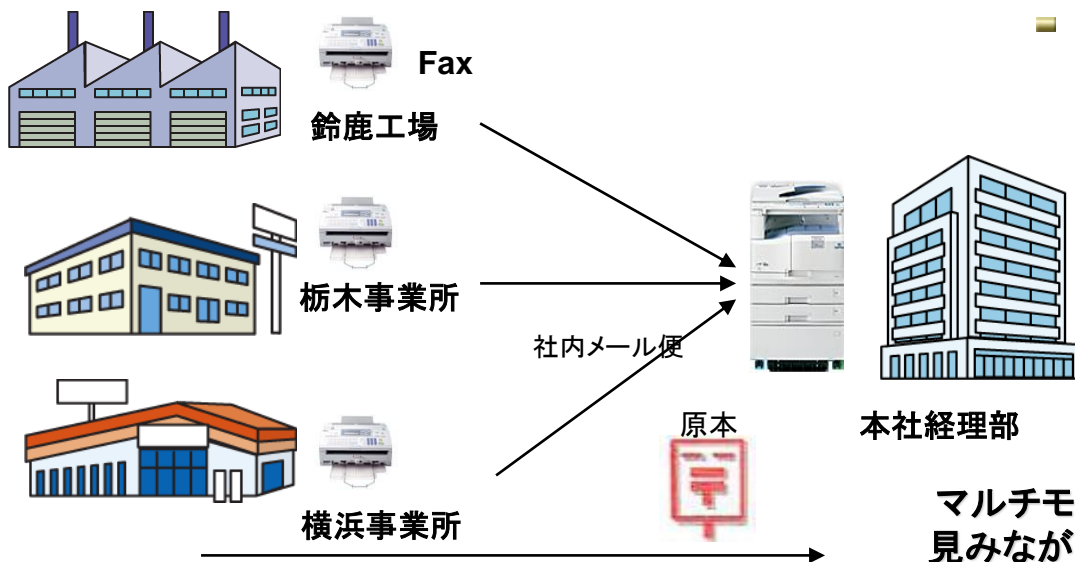 Fax
鈴鹿工場
栃木事業所
社内メール便
原本
本社経理部
横浜事業所
マルチモ
見みなが